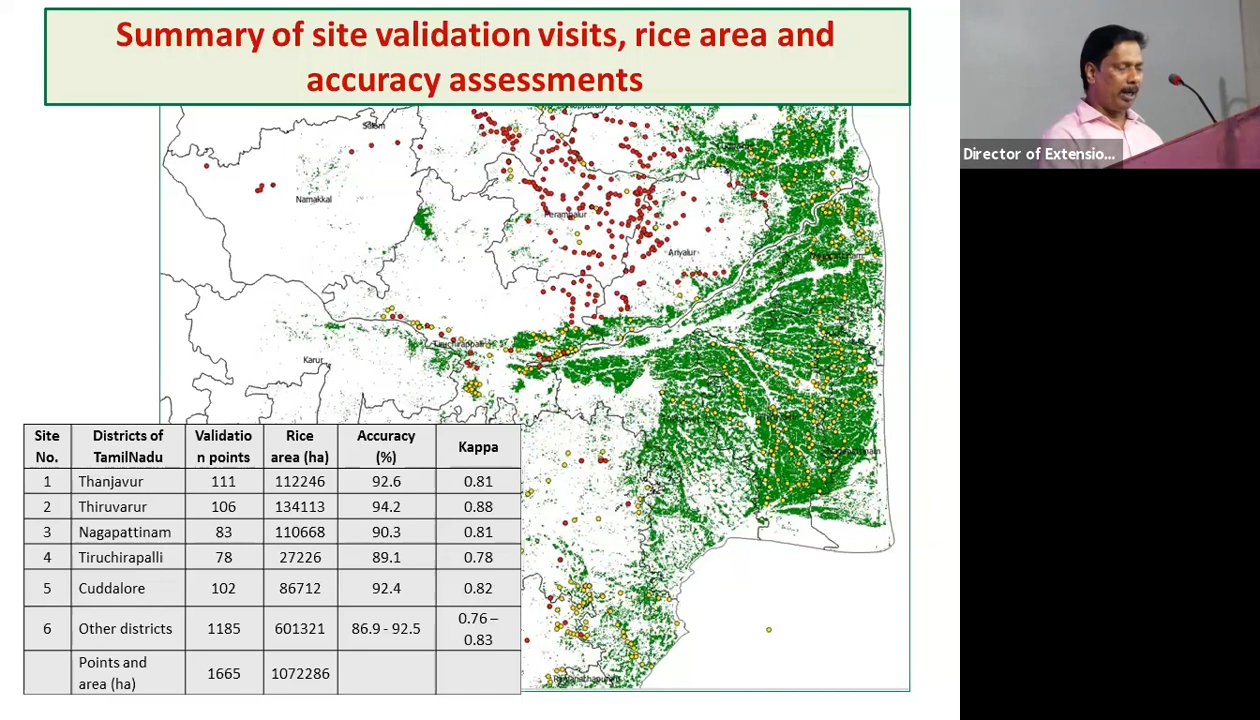 Summary of site validation visits, rice area and
accuracy assessments
Director of Extensio...
Salem
Namakkal
Perambalur
Ariyalur
Tiruchirappalli
Karur
Site No. Districts of TamilNadu Validatio n points Rice area (ha) Accuracy (%) Kappa
1 Thanjavur 111 112246 92.6 0.81
2 Thiruvarur 106 134113 94.2 0.88
3 Nagapattinam 83 110668 90.3 0.81
4 Tiruchirapalli 78 27226 89.1 0.78
5 Cuddalore 102 86712 92.4 0.82
6 Other districts 1185 601321 86.9 - 92.5 0.76 – 0.83
Points and area (ha) 1665 1072286